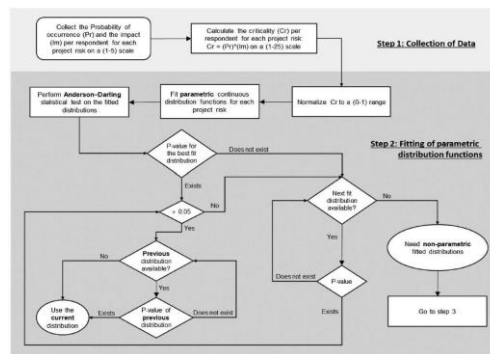 Collect the Probability of
occurrence (Pr) and the impact
(Im) per respondent for each
project risk on a (1-5) scale
Calculate the criticality (Cr) per
respondent for each project risk
Cr = (Pr)*(Im) on a (1-25) scale
Step 1: Collection of Data
Perform Anderson–Darling
statistical test on the fitted
distributions
Fit parametric continuous
distribution functions for each
project risk
Normalize Cr to a (0-1) range
Step 2: Fitting of parametric
distribution functions
P-value for
the best fit
distribution
Does not exist
Exists
> 0.05
No
Yes
Next fit
distribution
available?
No
Yes
Previous
distribution
available?
No
Yes
Need non-parametric
fitted distributions
Does not exist
P-value
Exists
Use the
current
distribution
Exists
P-value of
previous
distribution
Does not exist
Go to step 3